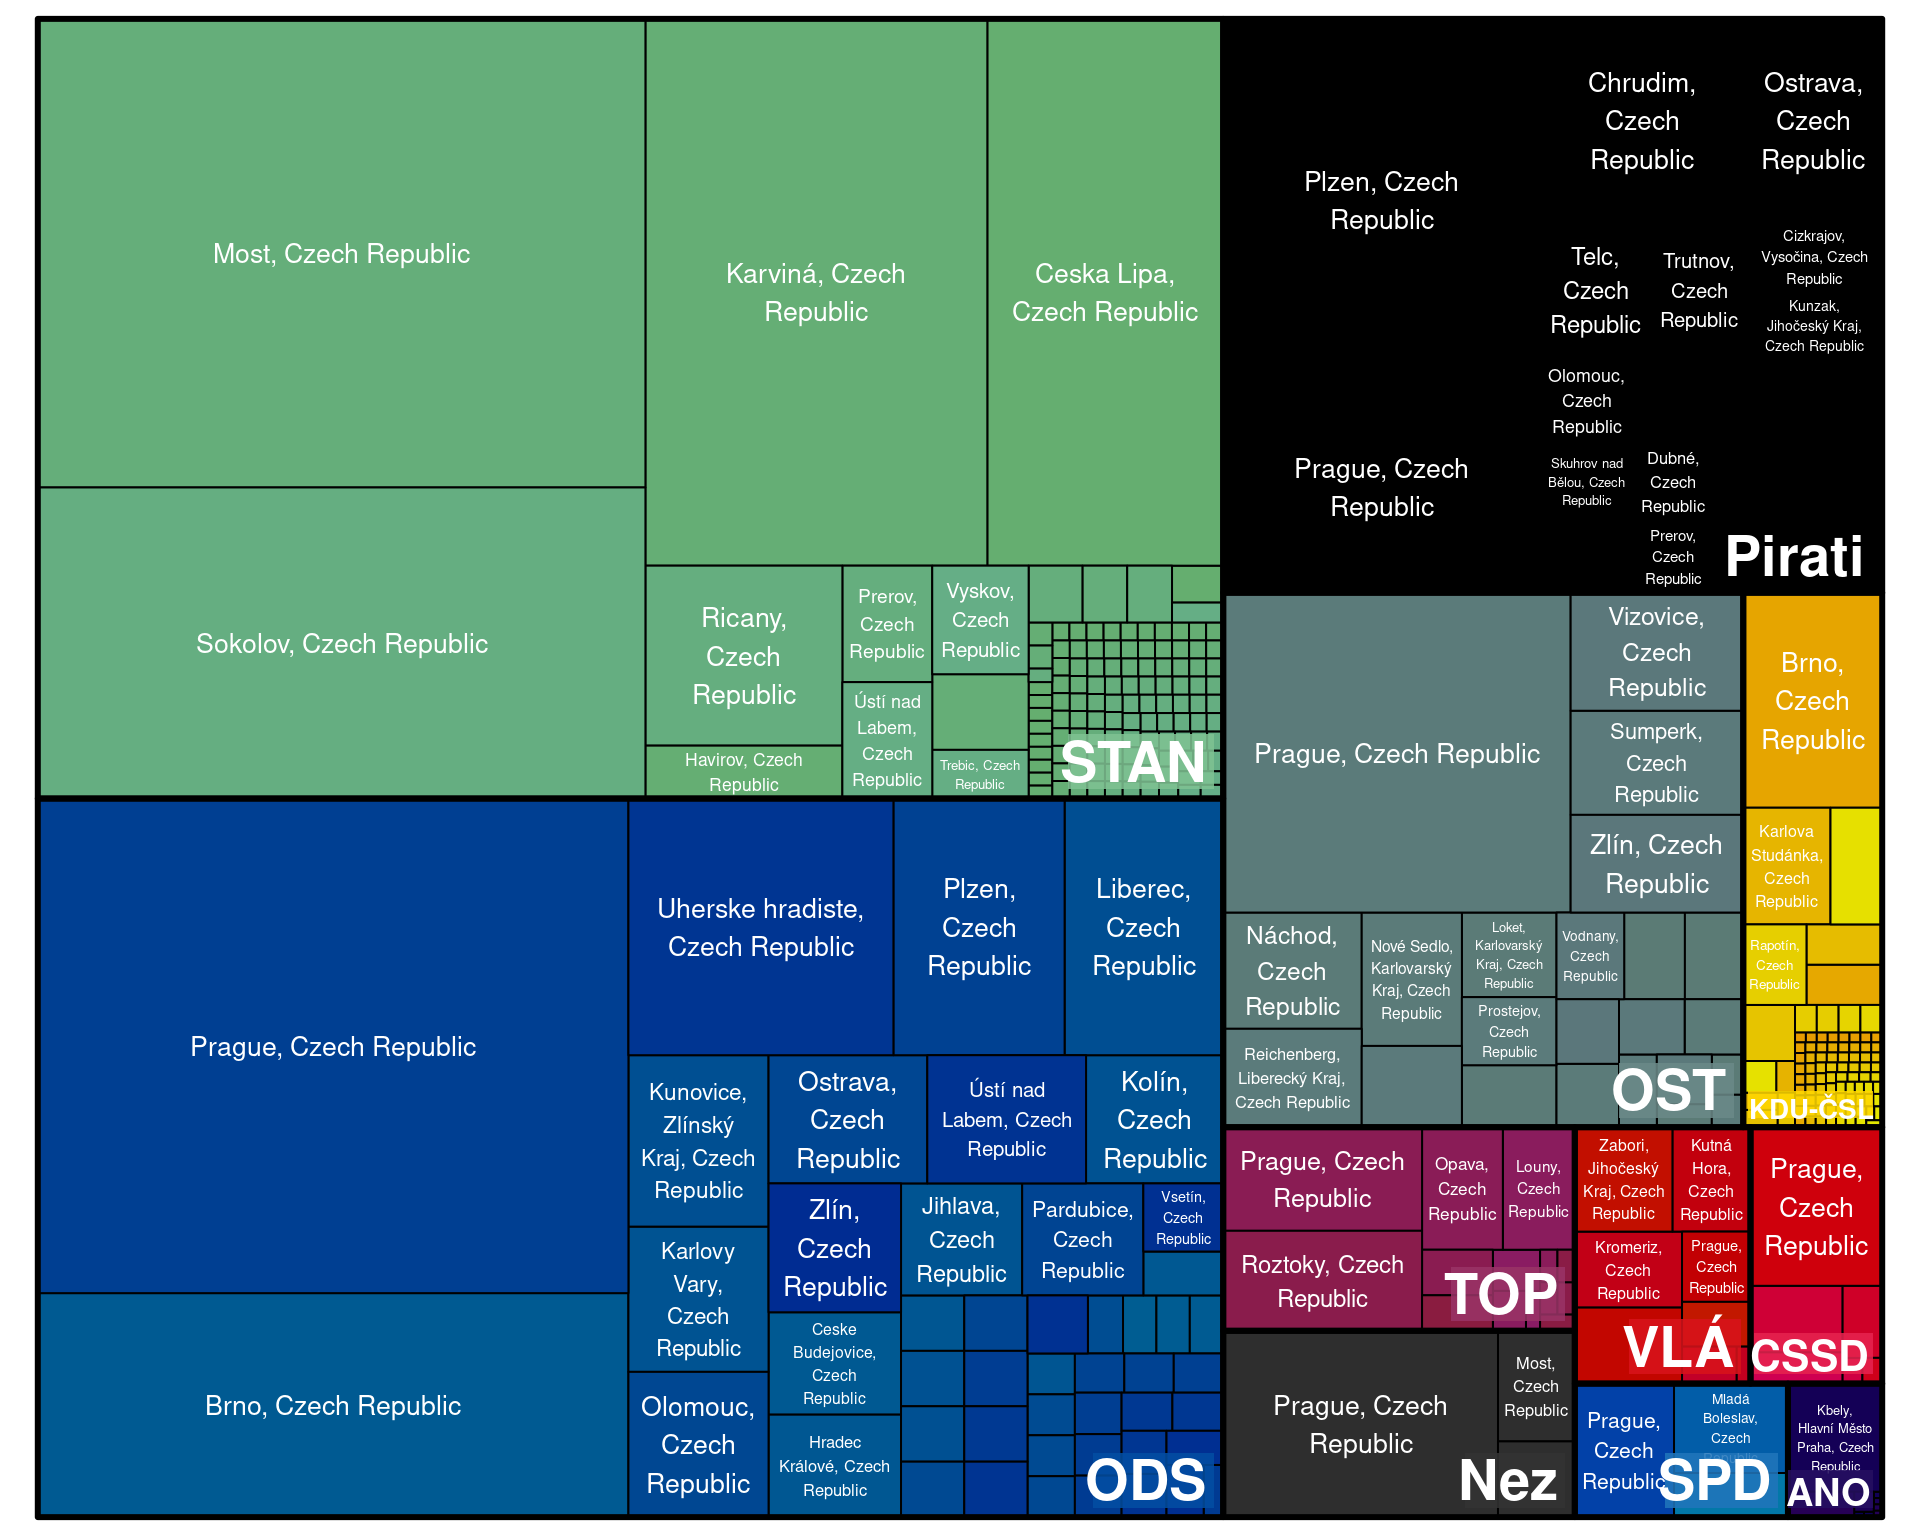 Most, Czech Republic
Sokolov, Czech Republic
Karviná, Czech
Republic
Ceska Lipa,
Czech Republic
Ricany,
Czech
Republic
Havirov, Czech
Republic
Prerov,
Czech
Republic
Ústí nad
Labem,
Czech
Republic
Vyskov,
Czech
Republic
Trebic, Czech
Republic
STAN
Prague, Czech Republic
Brno, Czech Republic
Uherske hradiste,
Czech Republic
Plzen,
Czech
Republic
Liberec,
Czech
Republic
Kunovice,
Zlínský
Kraj, Czech
Republic
Karlovy
Vary,
Czech
Republic
Olomouc,
Czech
Republic
Ostrava,
Czech
Republic
Ústí nad
Labem, Czech
Republic
Kolín,
Czech
Republic
Zlín,
Czech
Republic
Jihlava,
Czech
Republic
Pardubice,
Czech
Republic
Vsetín,
Czech
Republic
Ceske
Budejovice,
Czech
Republic
Hradec
Králové, Czech
Republic
ODS
Plzen, Czech
Republic
Prague, Czech
Republic
Chrudim,
Czech
Republic
Ostrava,
Czech
Republic
Telc,
Czech
Republic
Trutnov,
Czech
Republic
Cizkrajov,
Vysočina, Czech
Republic
Kunzak,
Jihočeský Kraj,
Czech Republic
Olomouc,
Czech
Republic
Skuhrov nad
Bělou, Czech
Republic
Dubné,
Czech
Republic
Prerov,
Czech
Republic
Pirati
Prague, Czech Republic
Vizovice,
Czech
Republic
Sumperk,
Czech
Republic
Zlín, Czech
Republic
Náchod,
Czech
Republic
Reichenberg,
Liberecký Kraj,
Czech Republic
Nové Sedlo,
Karlovarský
Kraj, Czech
Republic
Loket,
Karlovarský
Kraj, Czech
Republic
Prostejov,
Czech
Republic
Vodnany,
Czech
Republic
OST
Brno,
Czech
Republic
Karlova
Studánka,
Czech
Republic
Rapotín,
Czech
Republic
KDU-ČSL
Prague, Czech
Republic
Roztoky, Czech
Republic
Opava,
Czech
Republic
Louny,
Czech
Republic
TOP
Zabori,
Jihočeský
Kraj, Czech
Republic
Kutná
Hora,
Czech
Republic
Kromeriz,
Czech
Republic
Prague,
Czech
Republic
VLÁ
Prague,
Czech
Republic
CSSD
Prague, Czech
Republic
Most,
Czech
Republic
Nez
Prague,
Czech
Republic
Mladá
Boleslav,
Czech
Republic
SPD
Kbely,
Hlavní Město
Praha, Czech
Republic
ANO